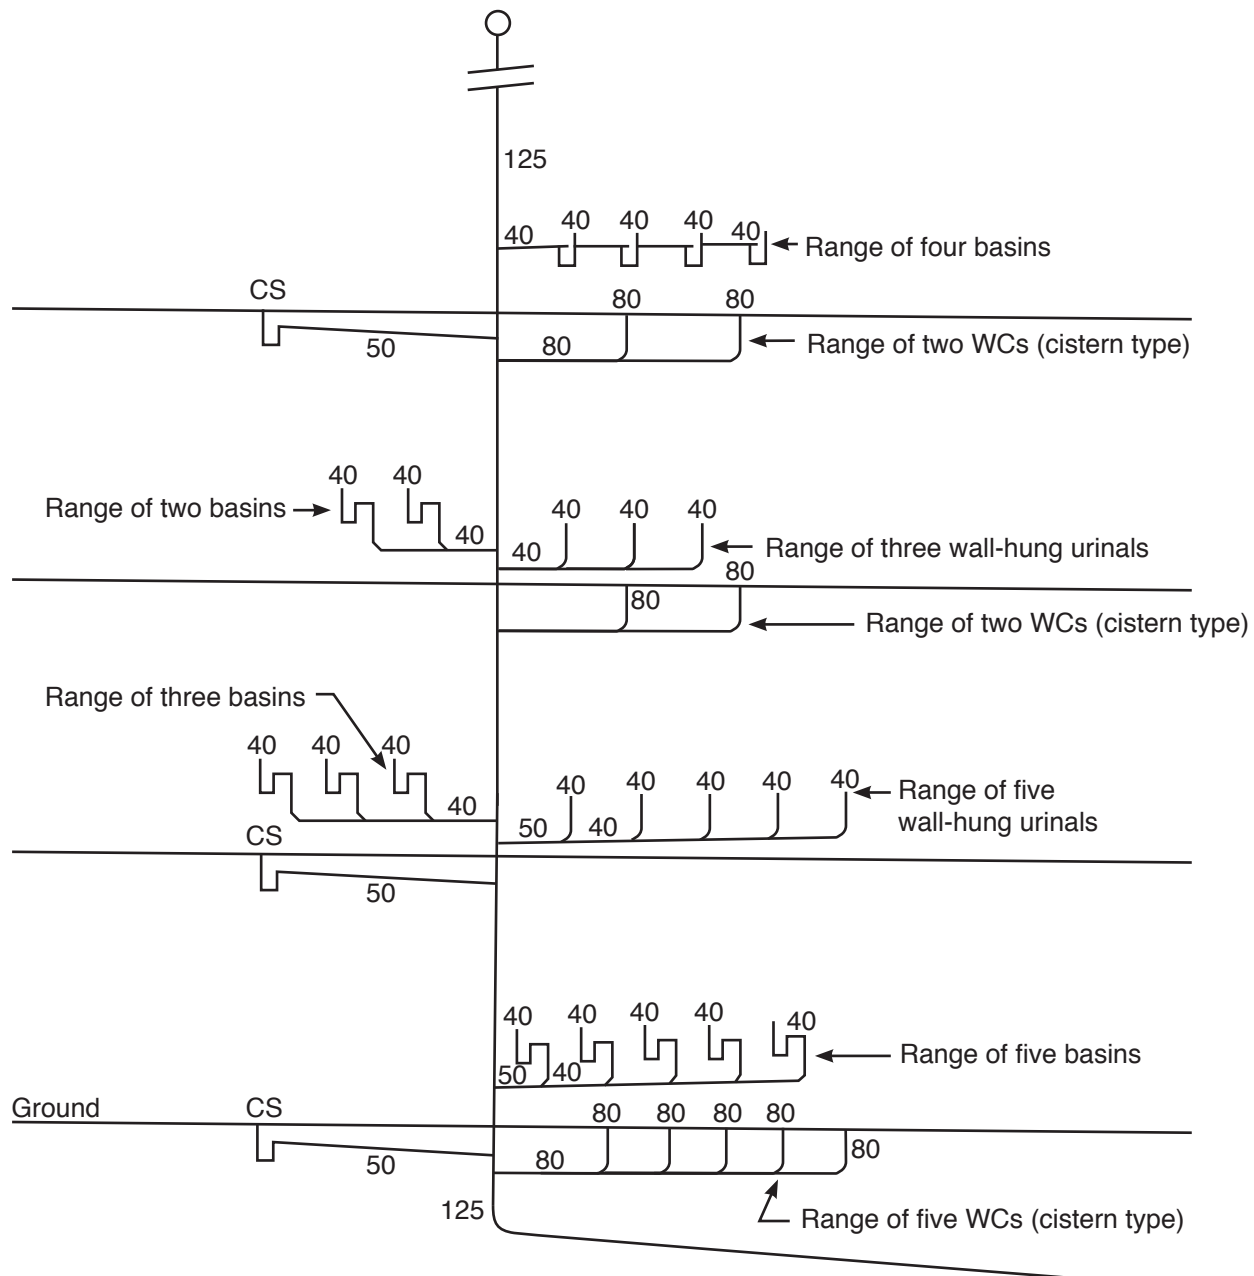 125
40 40 40 40
40 Range of four basins
CS
80 80
50 80 Range of two WCs (cistern type)
40 40
Range of two basins 40 40 40
40 40 Range of three wall-hung urinals
80
80
Range of two WCs (cistern type)
Range of three basins
40 40 40
40 40 40 40 40 Range of five
40 50 40 wall-hung urinals
CS
50
40 40 40 40 40
50 40 Range of five basins
Ground CS 80 80 80 80
50 80 80
125 Range of five WCs (cistern type)